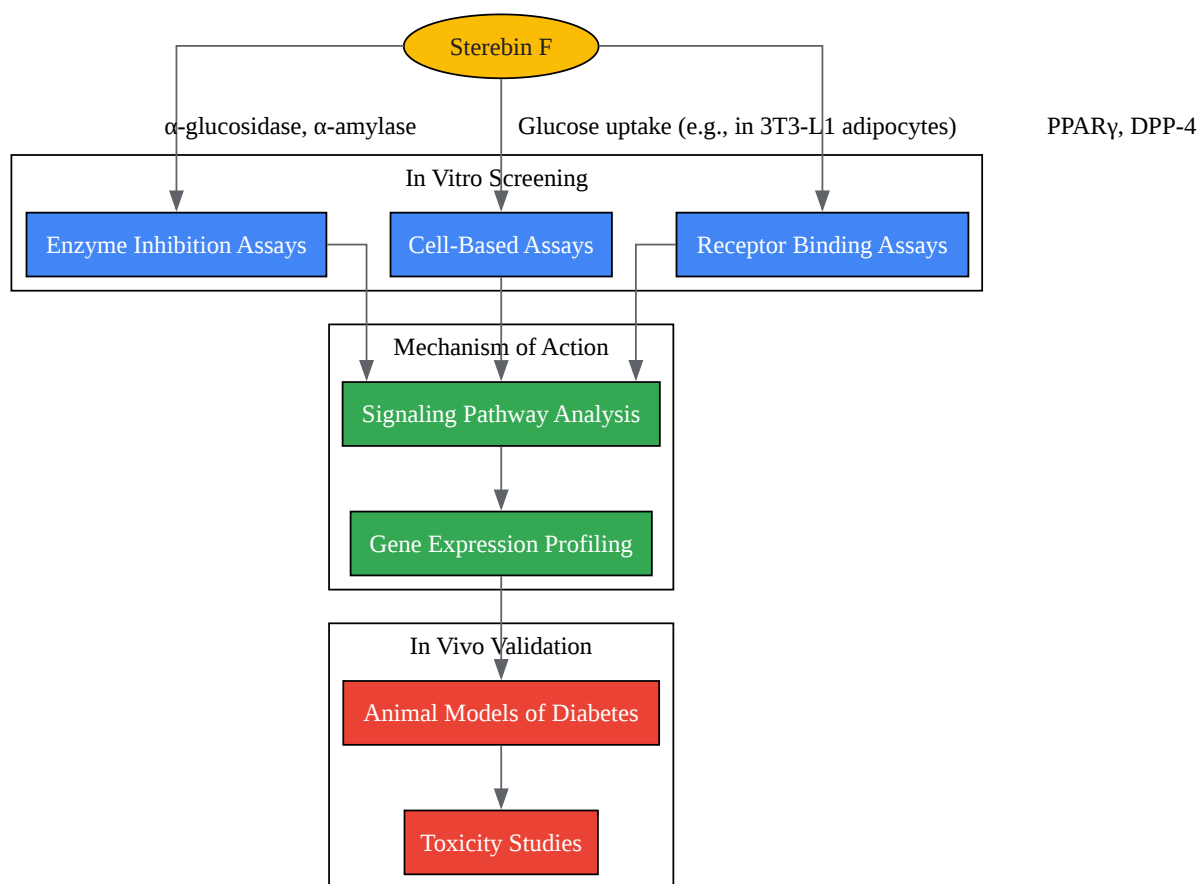 Sterebin F
α-glucosidase, α-amylase
Glucose uptake (e.g., in 3T3-L1 adipocytes)
PPARγ, DPP-4
In Vitro Screening
Enzyme Inhibition Assays
Cell-Based Assays
Receptor Binding Assays
Mechanism of Action
Signaling Pathway Analysis
Gene Expression Profiling
In Vivo Validation
Animal Models of Diabetes
Toxicity Studies